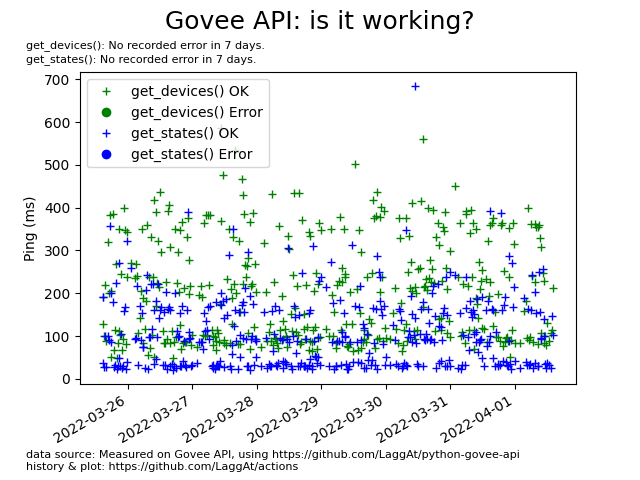 Govee API: is it working?
get_devices(): No recorded error in 7 days.
get_states(): No recorded error in 7 days.
700
600
500
400
300
200
100
0
Ping (ms)
get_devices() OK
get_devices() Error
get_states() OK
get_states() Error
2022-03-26
2022-03-27
2022-03-28
2022-03-29
2022-03-30
2022-03-31
2022-04-01
data source: Measured on Govee API, using https://github.com/LaggAt/python-govee-api
history & plot: https://github.com/LaggAt/actions